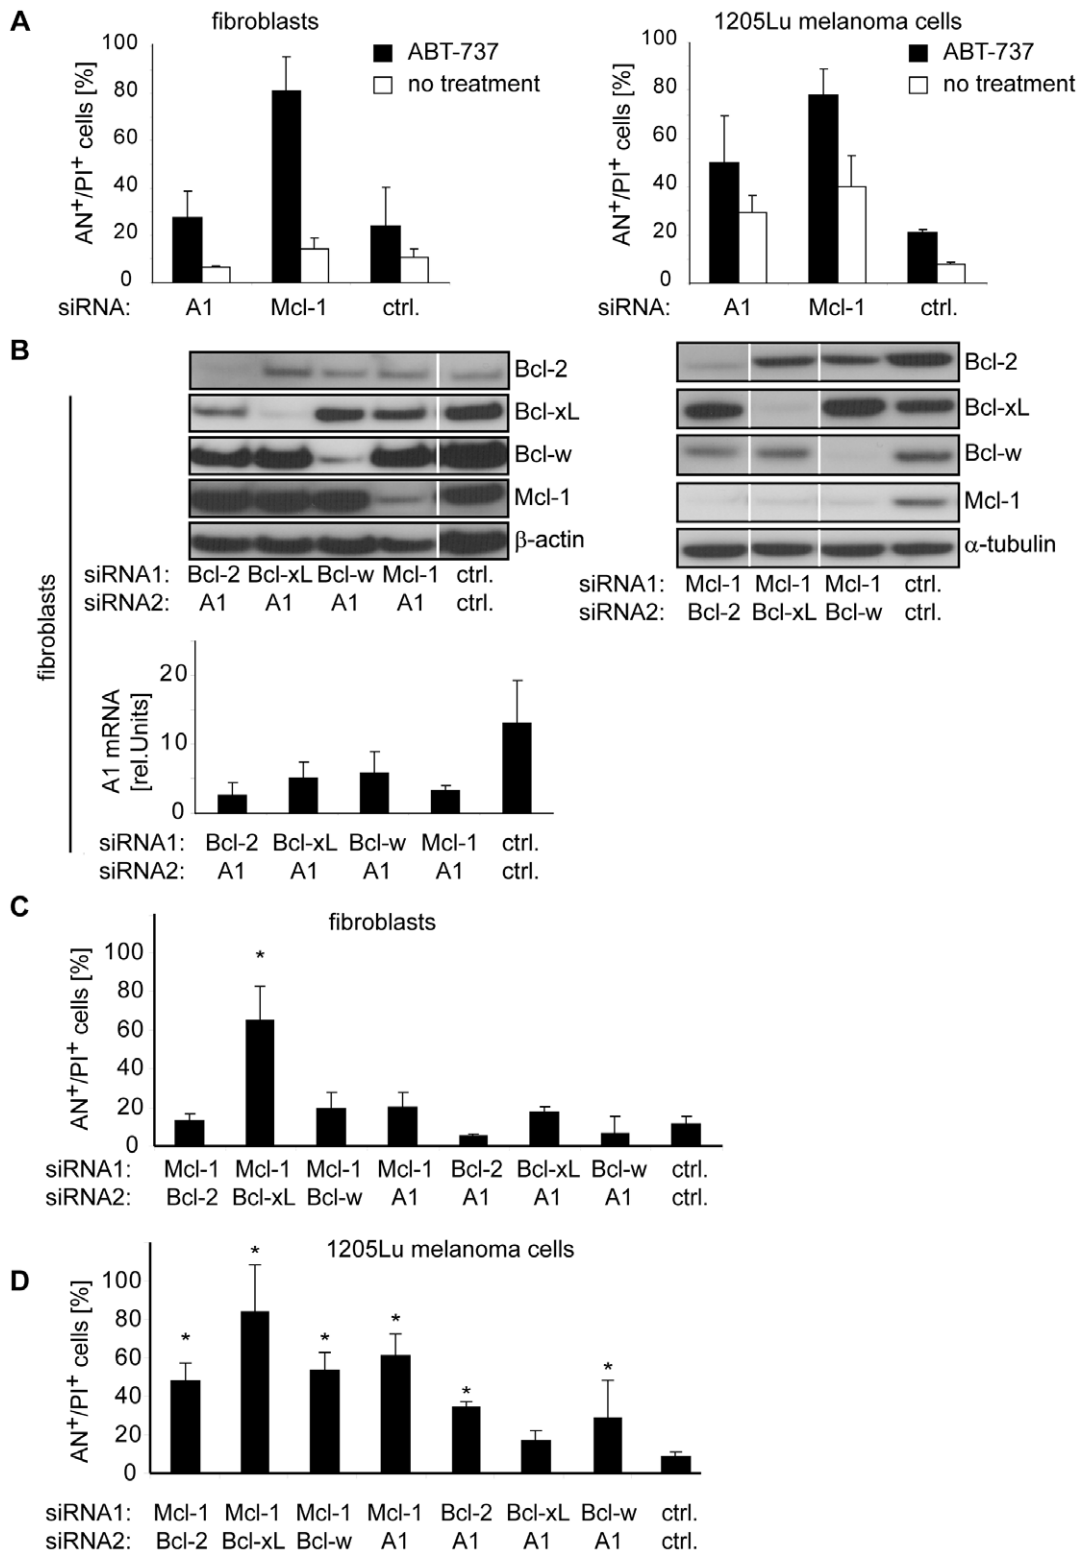 A
fibroblasts
1205Lu melanoma cells
AN+/PI+ cells [%]
100
80
60
40
20
0
ABT-737
no treatment
siRNA: A1 Mcl-1 ctrl.
AN+/PI+ cells [%]
100
80
60
40
20
0
ABT-737
no treatment
siRNA: A1 Mcl-1 ctrl.
B
fibroblasts
Bcl-2
Bcl-xL
Bcl-w
Mcl-1
β-actin
siRNA1: Bcl-2 Bcl-xL Bcl-w Mcl-1 ctrl.
siRNA2: A1 A1 A1 A1 ctrl.
Bcl-2
Bcl-xL
Bcl-w
Mcl-1
α-tubulin
siRNA1: Mcl-1 Mcl-1 Mcl-1 ctrl.
siRNA2: Bcl-2 Bcl-xL Bcl-w ctrl.
A1 mRNA
[rel.Units]
20
10
0
siRNA1: Bcl-2 Bcl-xL Bcl-w Mcl-1 ctrl.
siRNA2: A1 A1 A1 A1 ctrl.
C
fibroblasts
AN+/PI+ cells [%]
100
80
60
40
20
0
*
siRNA1: Mcl-1 Mcl-1 Mcl-1 Mcl-1 Bcl-2 Bcl-xL Bcl-w ctrl.
siRNA2: Bcl-2 Bcl-xL Bcl-w A1 A1 A1 A1 ctrl.
D
1205Lu melanoma cells
AN+/PI+ cells [%]
100
80
60
40
20
0
* * * * * *
siRNA1: Mcl-1 Mcl-1 Mcl-1 Mcl-1 Bcl-2 Bcl-xL Bcl-w ctrl.
siRNA2: Bcl-2 Bcl-xL Bcl-w A1 A1 A1 A1 ctrl.